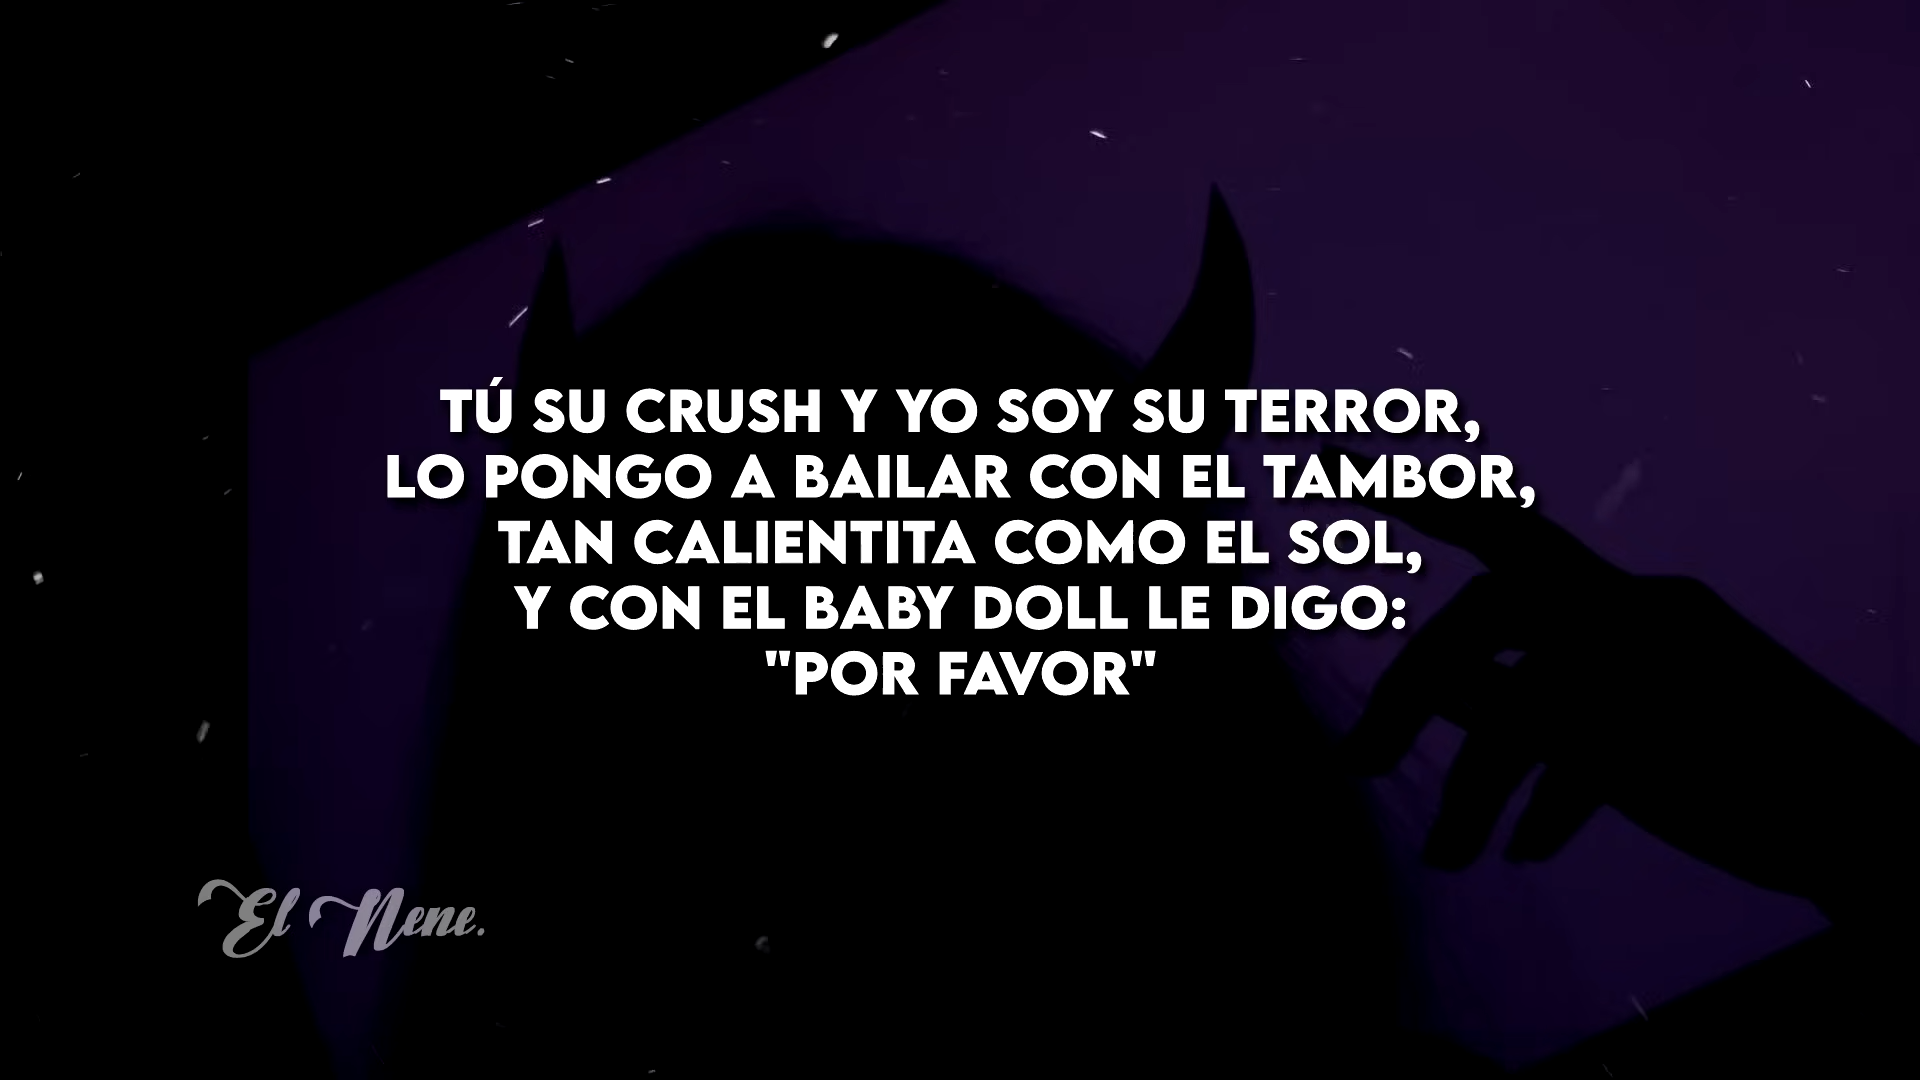 TÚ SU CRUSH Y YO SOY SU TERROR,
LO PONGO A BAILAR CON EL TAMBOR,
TAN CALIENTITA COMO EL SOL,
Y CON EL BABY DOLL LE DIGO:
"POR FAVOR"
El Nene.